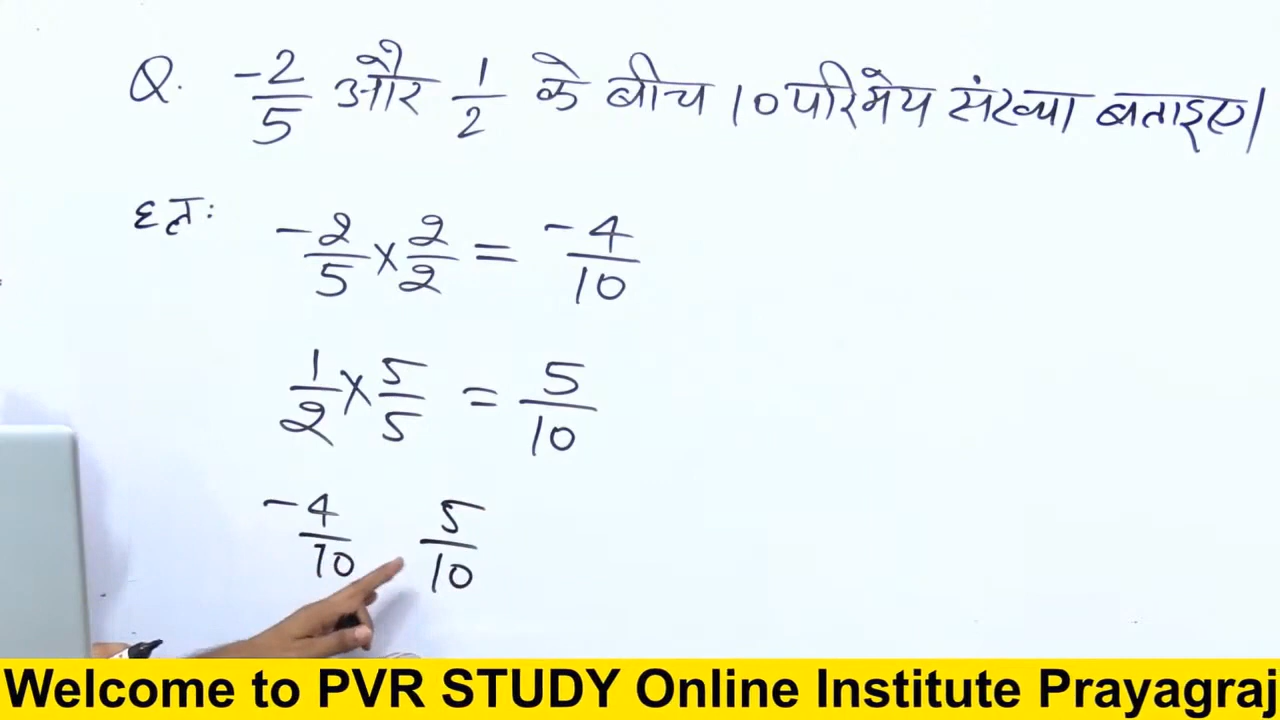 Q. -2/5 और 1/2 के बीच 10 परिमेय संख्या बताइए।
हल:
-2/5 × 2/2 = -4/10
1/2 × 5/5 = 5/10
-4/10 5/10
Welcome to PVR STUDY Online Institute Prayagraj